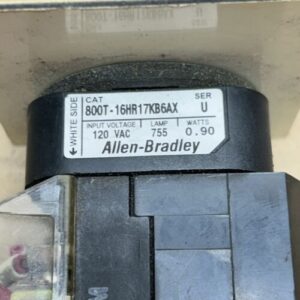 ← WHITE SIDE
CAT SER
800T-16HR17KB6AX U
INPUT VOLTAGE LAMP WATTS
120 VAC 755 0.90
Allen-Bradley